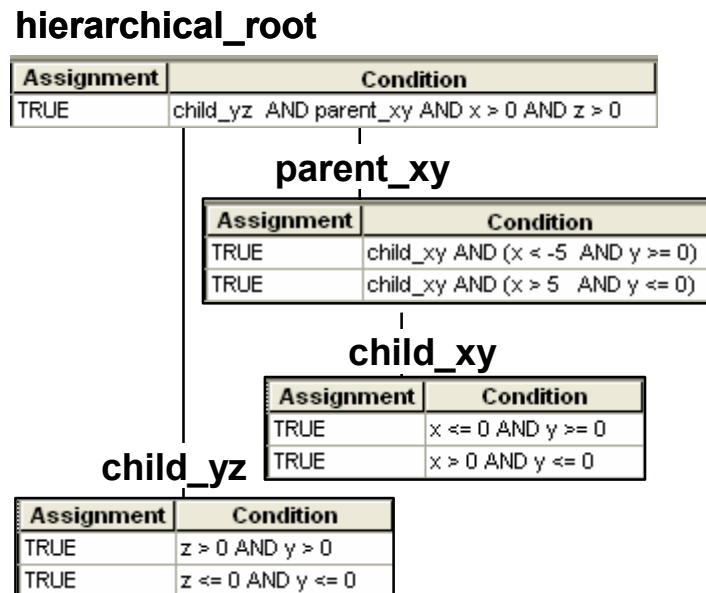 hierarchical_root
Assignment Condition
TRUE child_yz AND parent_xy AND x > 0 AND z > 0
parent_xy
Assignment Condition
TRUE child_xy AND (x < -5 AND y >= 0)
TRUE child_xy AND (x > 5 AND y <= 0)
child_xy
Assignment Condition
TRUE x <= 0 AND y >= 0
TRUE x > 0 AND y <= 0
child_yz
Assignment Condition
TRUE z > 0 AND y > 0
TRUE z <= 0 AND y <= 0